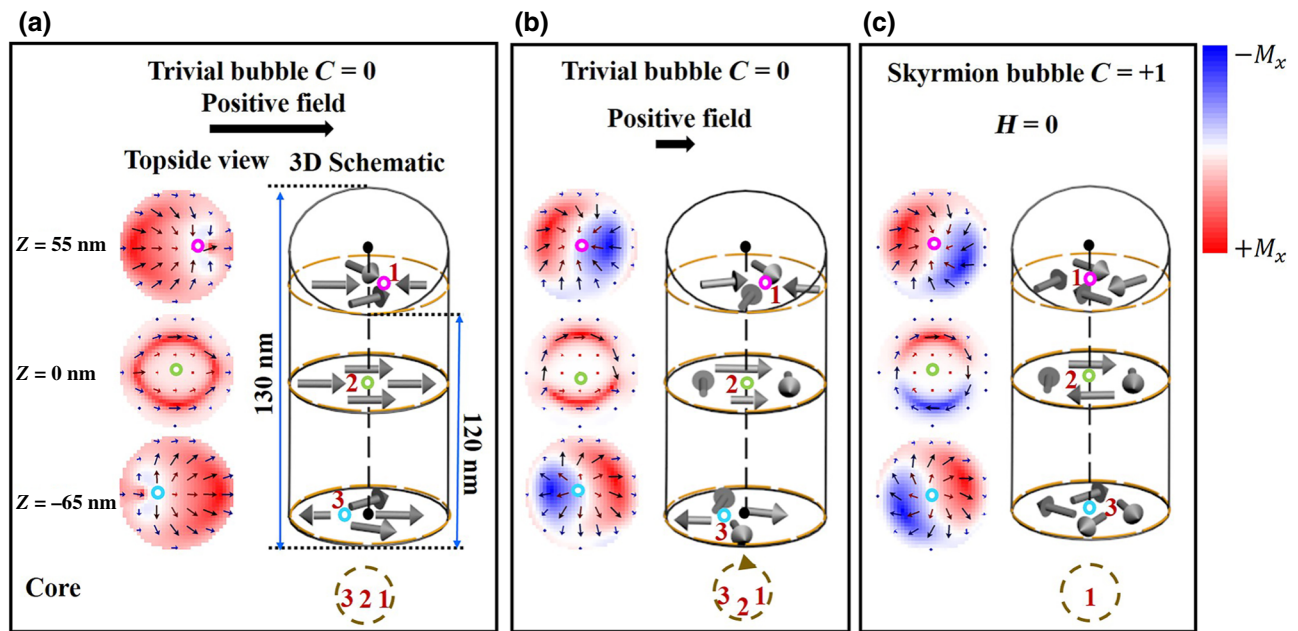 (a)
Trivial bubble C = 0
Positive field
Topside view
3D Schematic
Z = 55 nm
Z = 0 nm
Z = –65 nm
130 nm
120 nm
1
2
3
Core
3 2 1
(b)
Trivial bubble C = 0
Positive field
1
2
3
3 2 1
(c)
Skyrmion bubble C = +1
H = 0
1
2
3
1
−Mx
+Mx